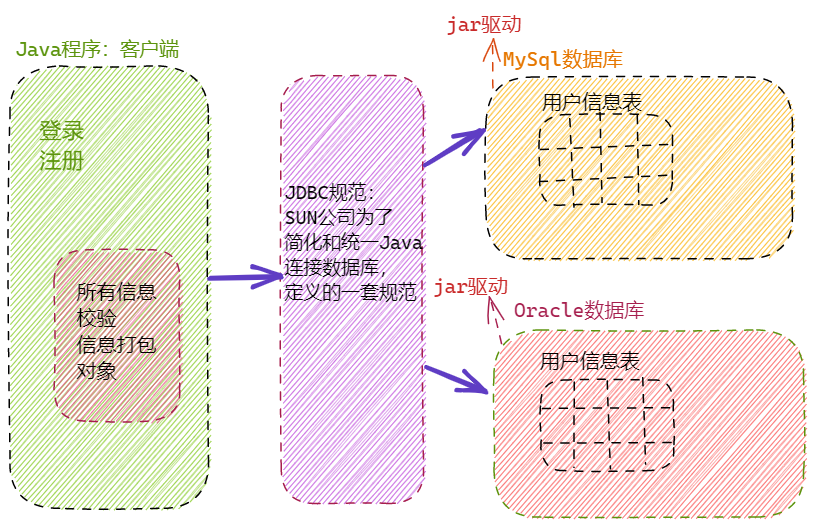 Java程序：客户端
登录
注册
所有信息
校验
信息打包
对象
JDBC规范：
SUN公司为了
简化和统一Java
连接数据库，
定义的一套规范
jar驱动
MySql数据库
用户信息表
jar驱动
Oracle数据库
用户信息表